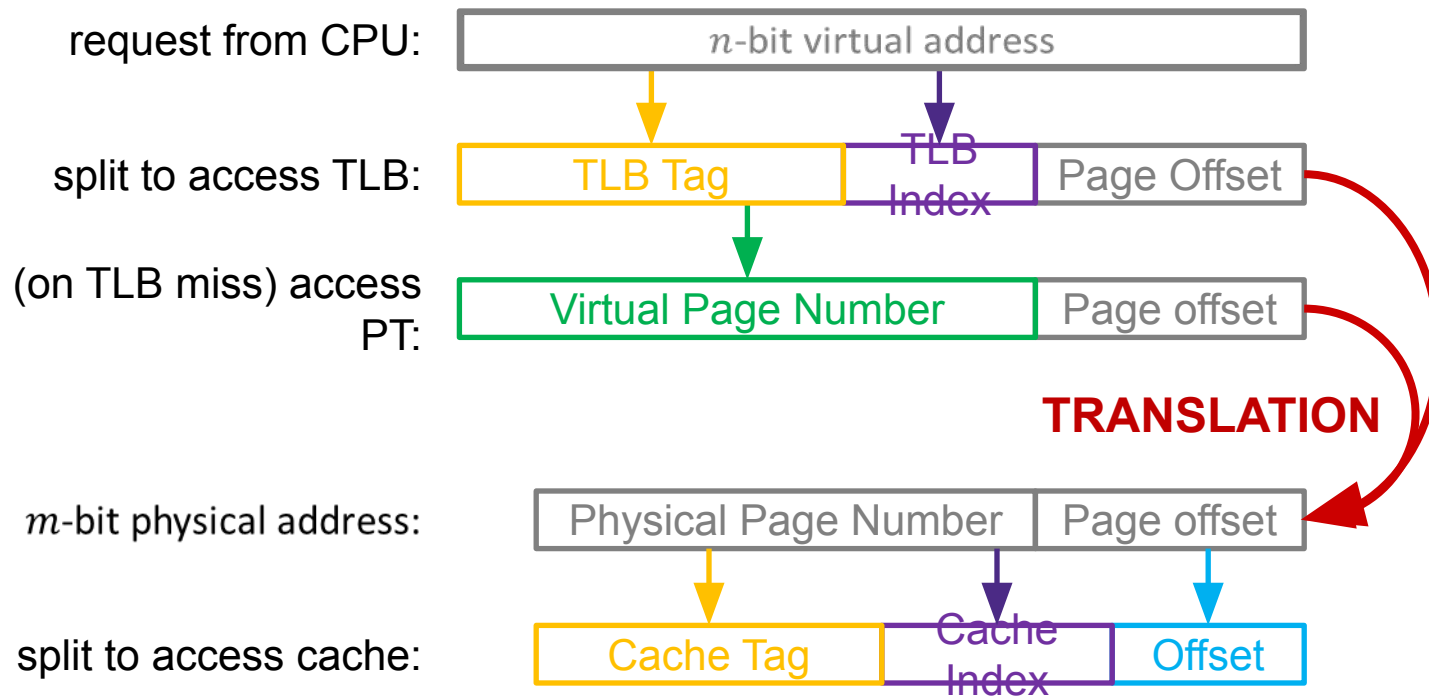 request from CPU:
n-bit virtual address
split to access TLB:
TLB Tag
TLB
Index
Page Offset
(on TLB miss) access
PT:
Virtual Page Number
Page offset
TRANSLATION
m-bit physical address:
Physical Page Number
Page offset
split to access cache:
Cache Tag
Cache
Index
Offset